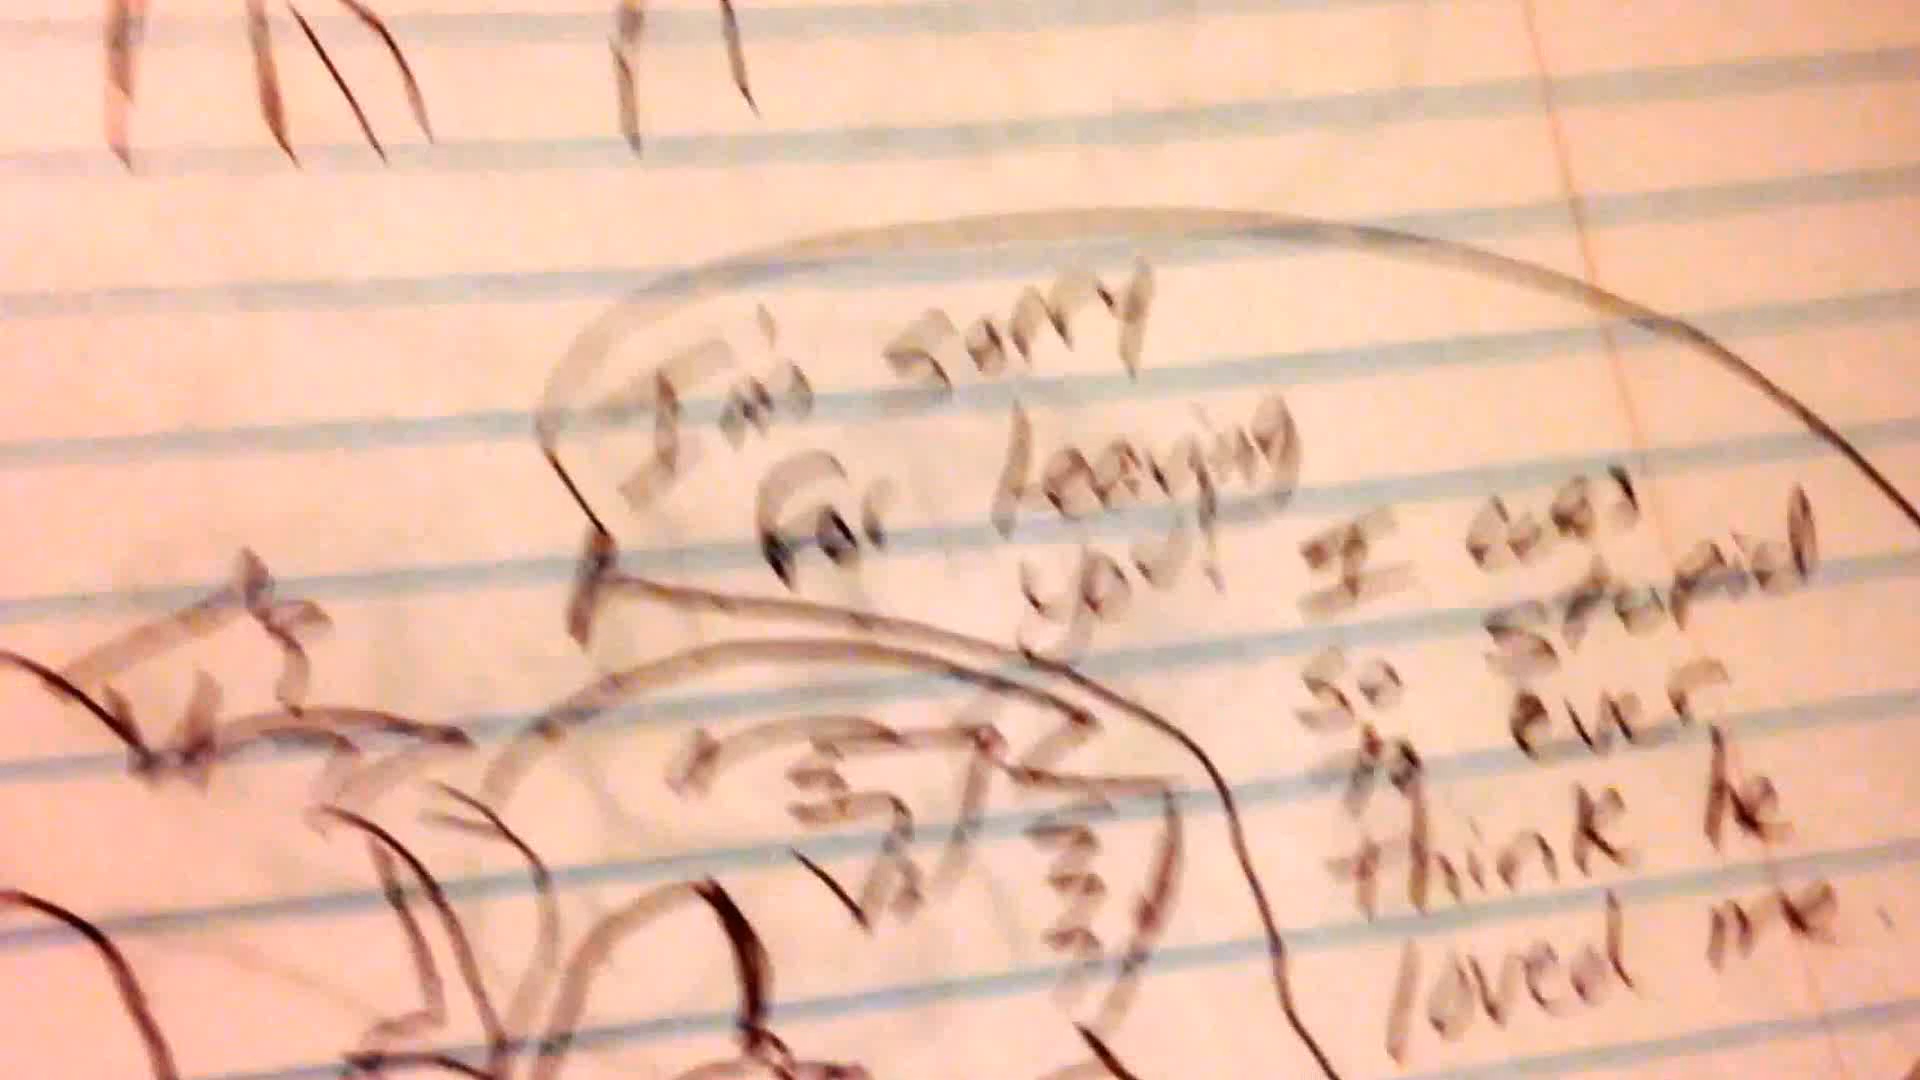 I'm sorry
For leaving
you, I was
so stupid
to ever
think he
loved me.